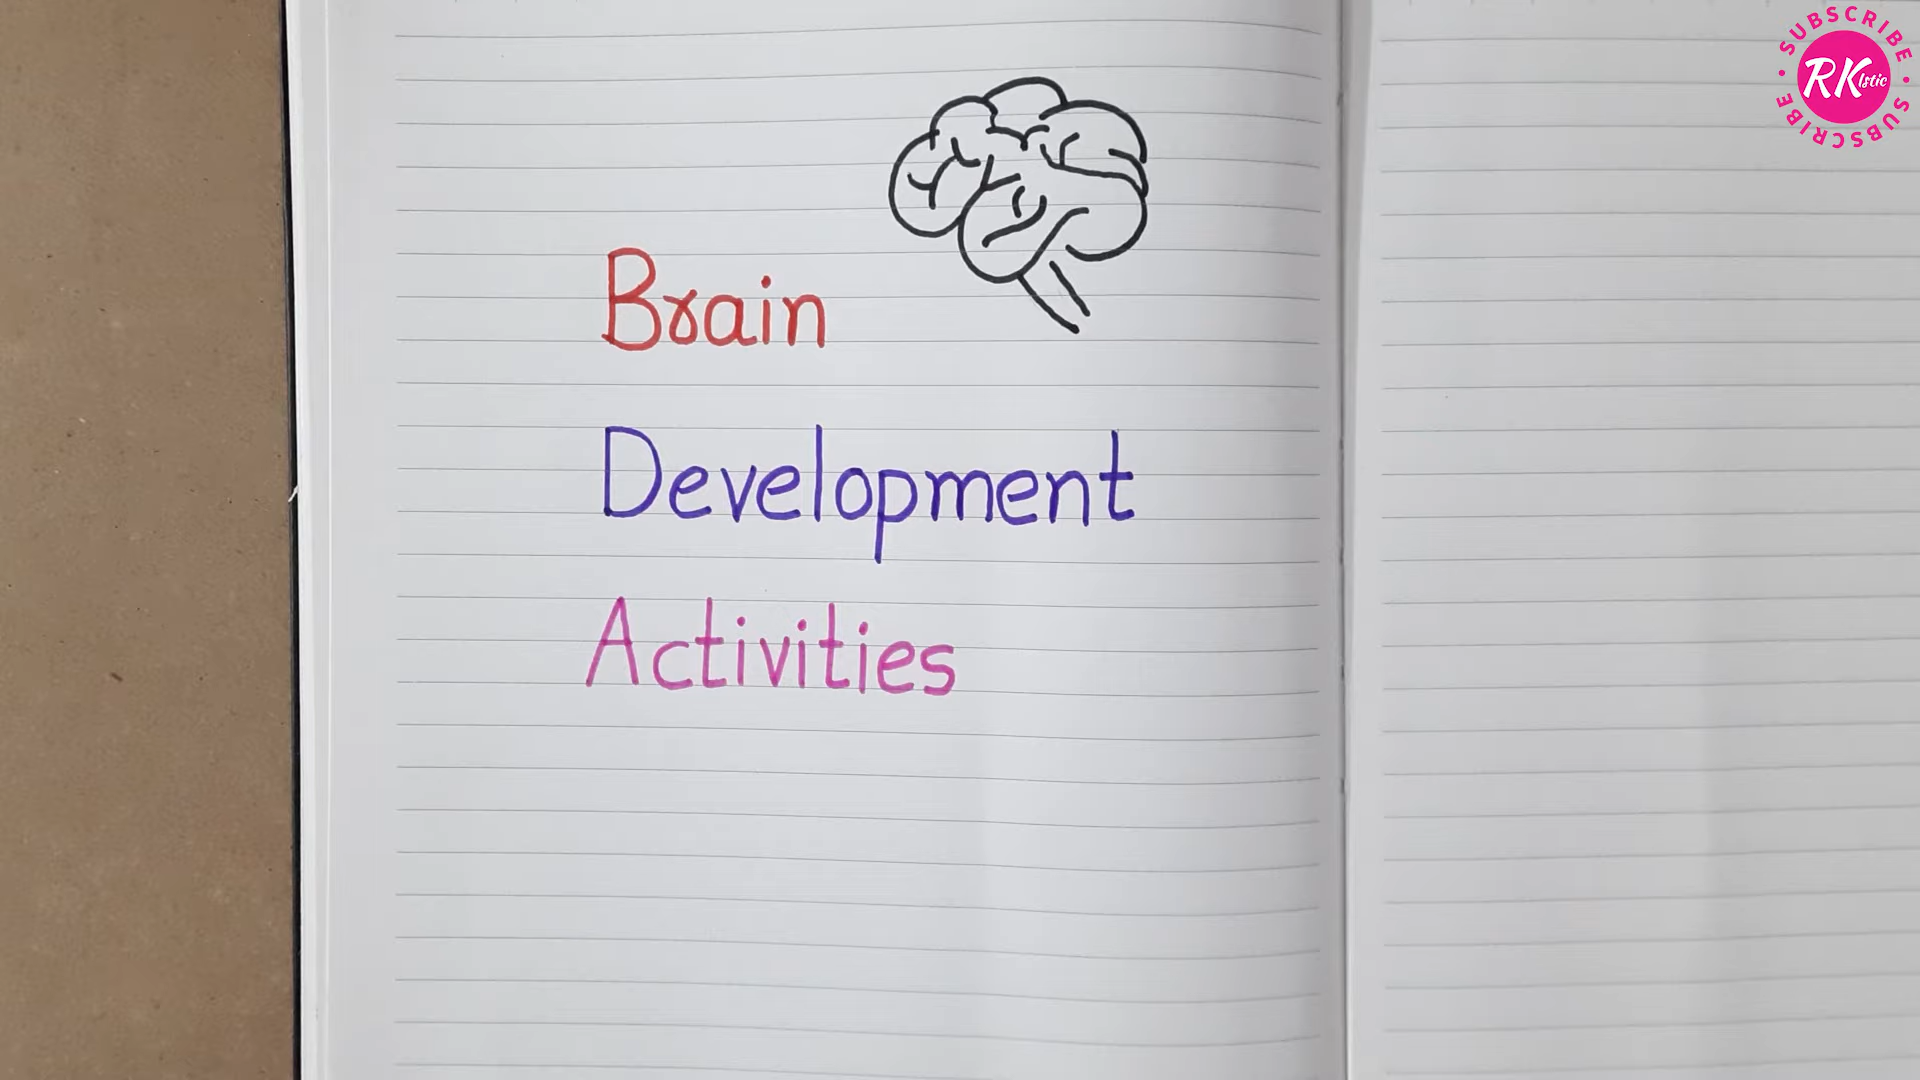 SUBSCRIBE • SUBSCRIBE •
RKistic
Brain
Development
Activities